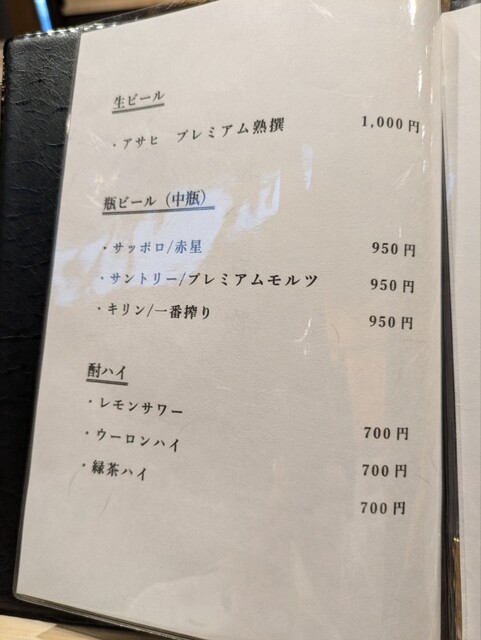 生ビール
・アサヒ　プレミアム熟撰 1,000円
瓶ビール（中瓶）
・サッポロ/赤星 950円
・サントリー/プレミアムモルツ 950円
・キリン/一番搾り 950円
酎ハイ
・レモンサワー 700円
・ウーロンハイ 700円
・緑茶ハイ 700円